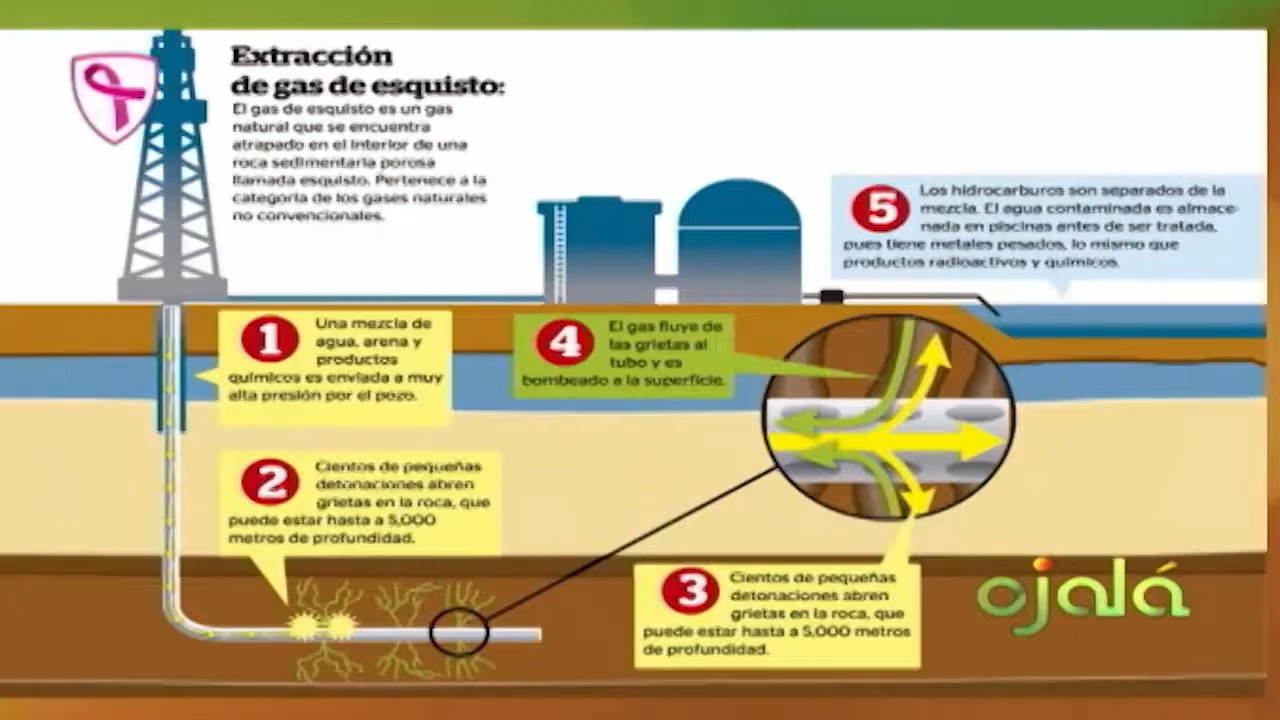 Extracción
de gas de esquisto:
El gas de esquisto es un gas
natural que se encuentra
atrapado en el interior de una
roca sedimentaria porosa
llamada esquisto. Pertenece a la
categoría de los gases naturales
no convencionales.
1
Una mezcla de
agua, arena y
productos
químicos es enviada a muy
alta presión por el pozo.
2
Cientos de pequeñas
detonaciones abren
grietas en la roca, que
puede estar hasta a 5,000
metros de profundidad.
3
Cientos de pequeñas
detonaciones abren
grietas en la roca, que
puede estar hasta a 5,000 metros
de profundidad.
4
El gas fluye de
las grietas al
tubo y es
bombeado a la superficie.
5
Los hidrocarburos son separados de la
mezcla. El agua contaminada es almace-
nada en piscinas antes de ser tratada,
pues tiene metales pesados, lo mismo que
productos radioactivos y químicos.
ojalá